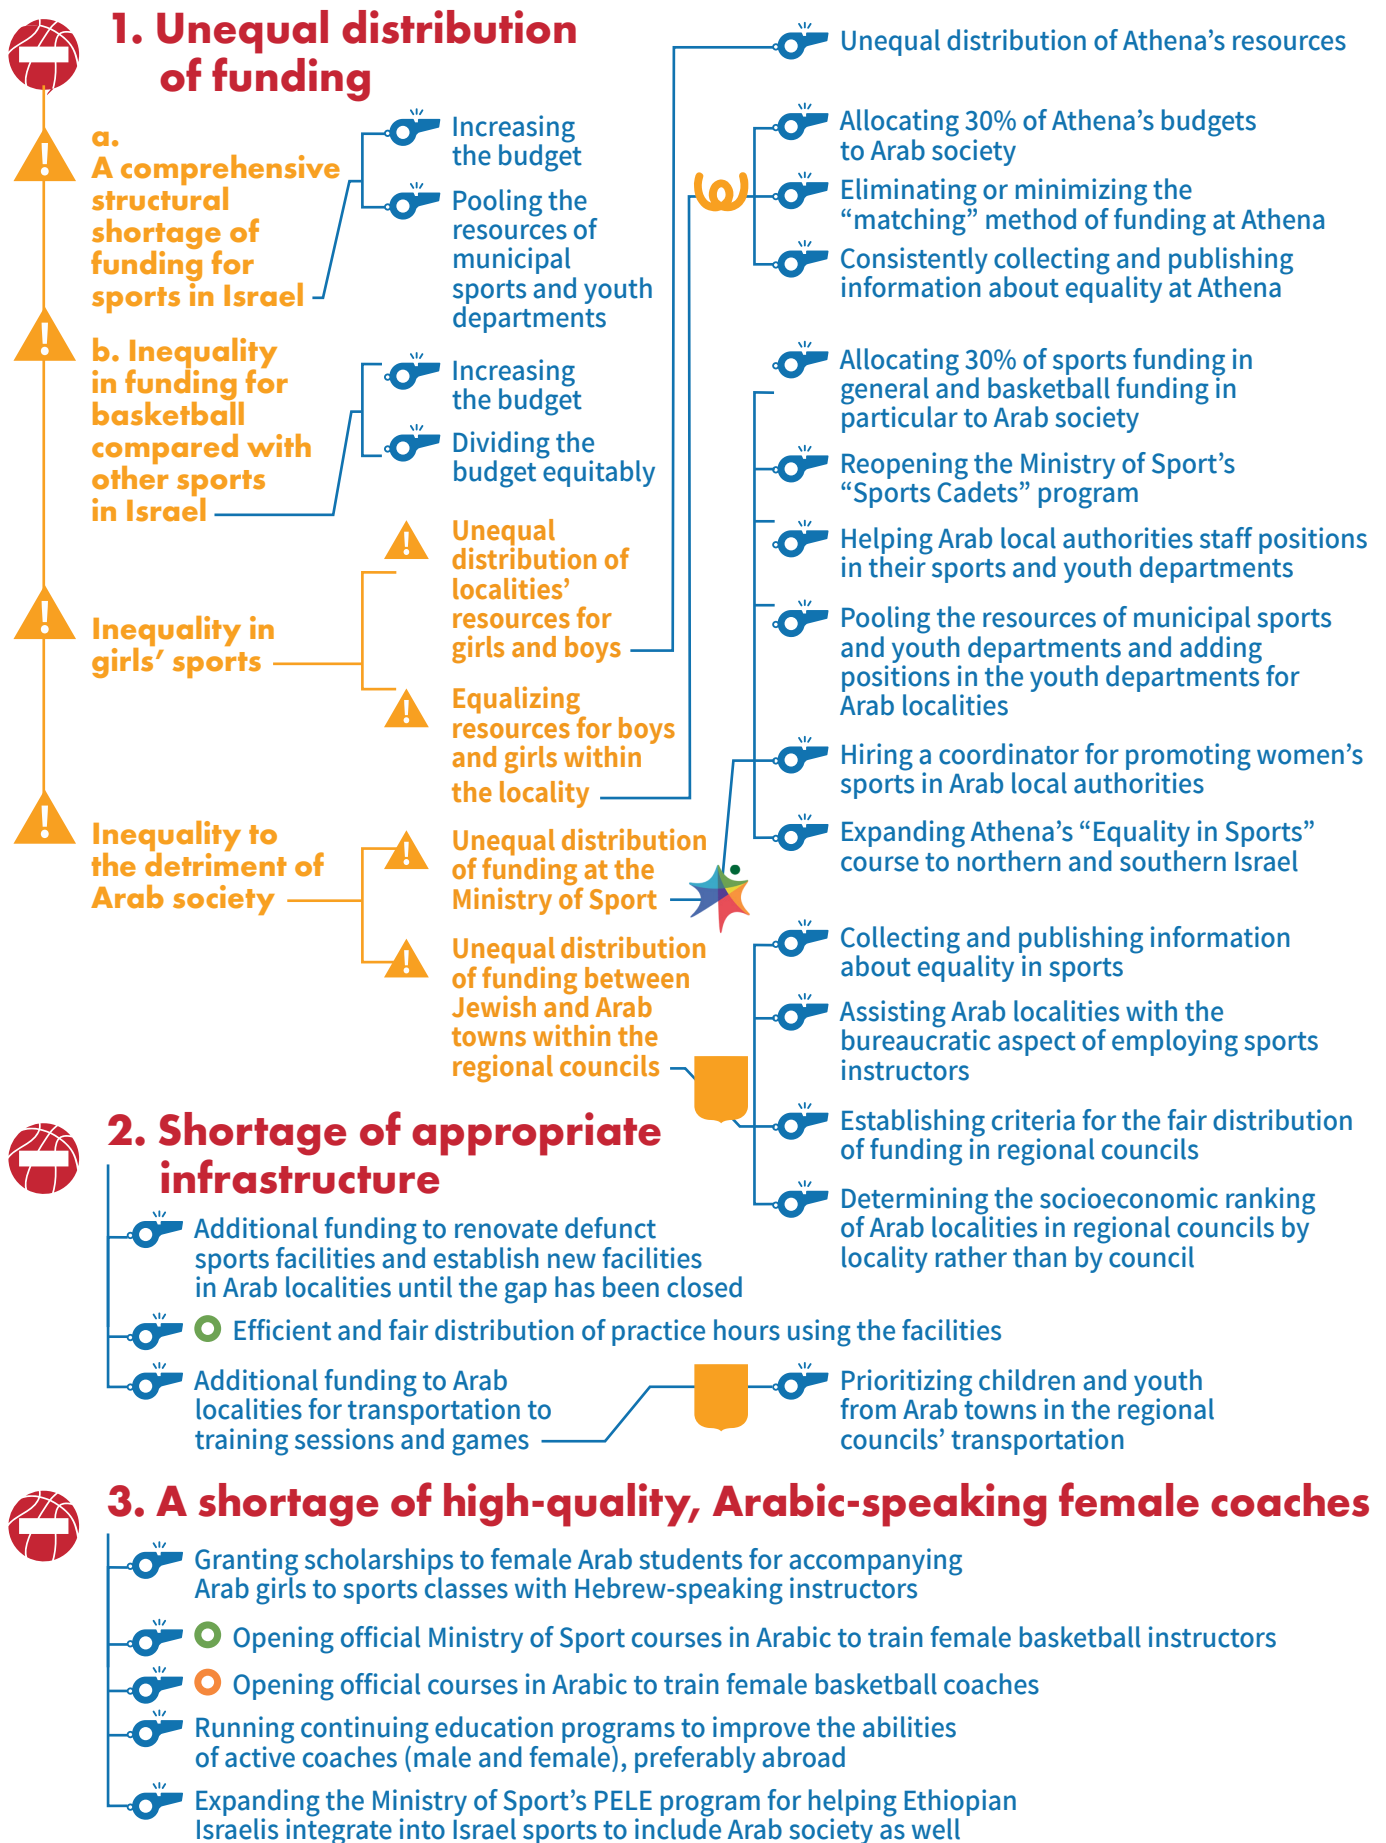 1. Unequal distribution
of funding
a.
A comprehensive
structural
shortage of
funding for
sports in Israel
Increasing
the budget
Pooling the
resources of
municipal
sports and youth
departments
b. Inequality
in funding for
basketball
compared with
other sports
in Israel
Increasing
the budget
Dividing the
budget equitably
Inequality in
girls’ sports
Unequal
distribution of
localities’
resources for
girls and boys
Unequal distribution of Athena’s resources
Equalizing
resources for boys
and girls within
the locality
Allocating 30% of Athena’s budgets
to Arab society
Eliminating or minimizing the
“matching” method of funding at Athena
Consistently collecting and publishing
information about equality at Athena
Inequality to
the detriment of
Arab society
Unequal distribution
of funding at the
Ministry of Sport
Allocating 30% of sports funding in
general and basketball funding in
particular to Arab society
Reopening the Ministry of Sport’s
“Sports Cadets” program
Helping Arab local authorities staff positions
in their sports and youth departments
Pooling the resources of municipal sports
and youth departments and adding
positions in the youth departments for
Arab localities
Hiring a coordinator for promoting women’s
sports in Arab local authorities
Expanding Athena’s “Equality in Sports”
course to northern and southern Israel
Unequal distribution
of funding between
Jewish and Arab
towns within the
regional councils
Collecting and publishing information
about equality in sports
Assisting Arab localities with the
bureaucratic aspect of employing sports
instructors
Establishing criteria for the fair distribution
of funding in regional councils
Determining the socioeconomic ranking
of Arab localities in regional councils by
locality rather than by council
2. Shortage of appropriate
infrastructure
Additional funding to renovate defunct
sports facilities and establish new facilities
in Arab localities until the gap has been closed
Efficient and fair distribution of practice hours using the facilities
Additional funding to Arab
localities for transportation to
training sessions and games
Prioritizing children and youth
from Arab towns in the regional
councils’ transportation
3. A shortage of high-quality, Arabic-speaking female coaches
Granting scholarships to female Arab students for accompanying
Arab girls to sports classes with Hebrew-speaking instructors
Opening official Ministry of Sport courses in Arabic to train female basketball instructors
Opening official courses in Arabic to train female basketball coaches
Running continuing education programs to improve the abilities
of active coaches (male and female), preferably abroad
Expanding the Ministry of Sport’s PELE program for helping Ethiopian
Israelis integrate into Israel sports to include Arab society as well